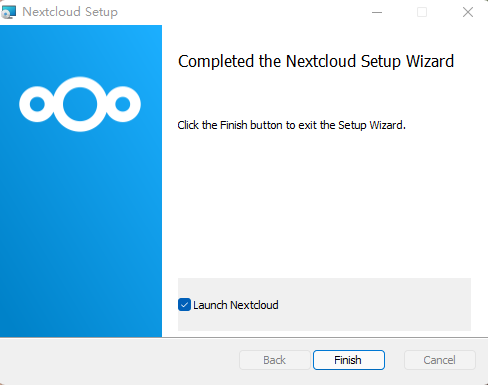 Nextcloud Setup
Completed the Nextcloud Setup Wizard
Click the Finish button to exit the Setup Wizard.
Launch Nextcloud
Back
Finish
Cancel